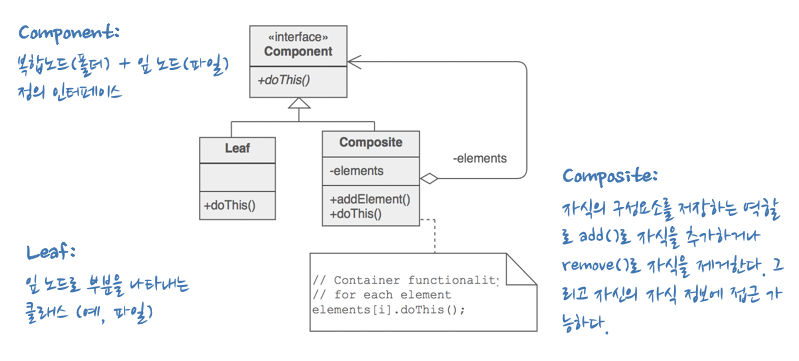 Component:
복합노드(폴더) + 잎 노드(파일)
정의 인터페이스
«interface»
Component
+doThis()
Leaf
+doThis()
Composite
-elements
+addElement()
+doThis()
-elements
// Container functionality
// for each element
elements[i].doThis();
Leaf:
잎 노드로 부분을 나타내는
클래스 (예, 파일)
Composite:
자식의 구성요소를 저장하는 역할
로 add()로 자식을 추가하거나
remove()로 자식을 제거한다. 그
리고 자신의 자식 정보에 접근 가
능하다.